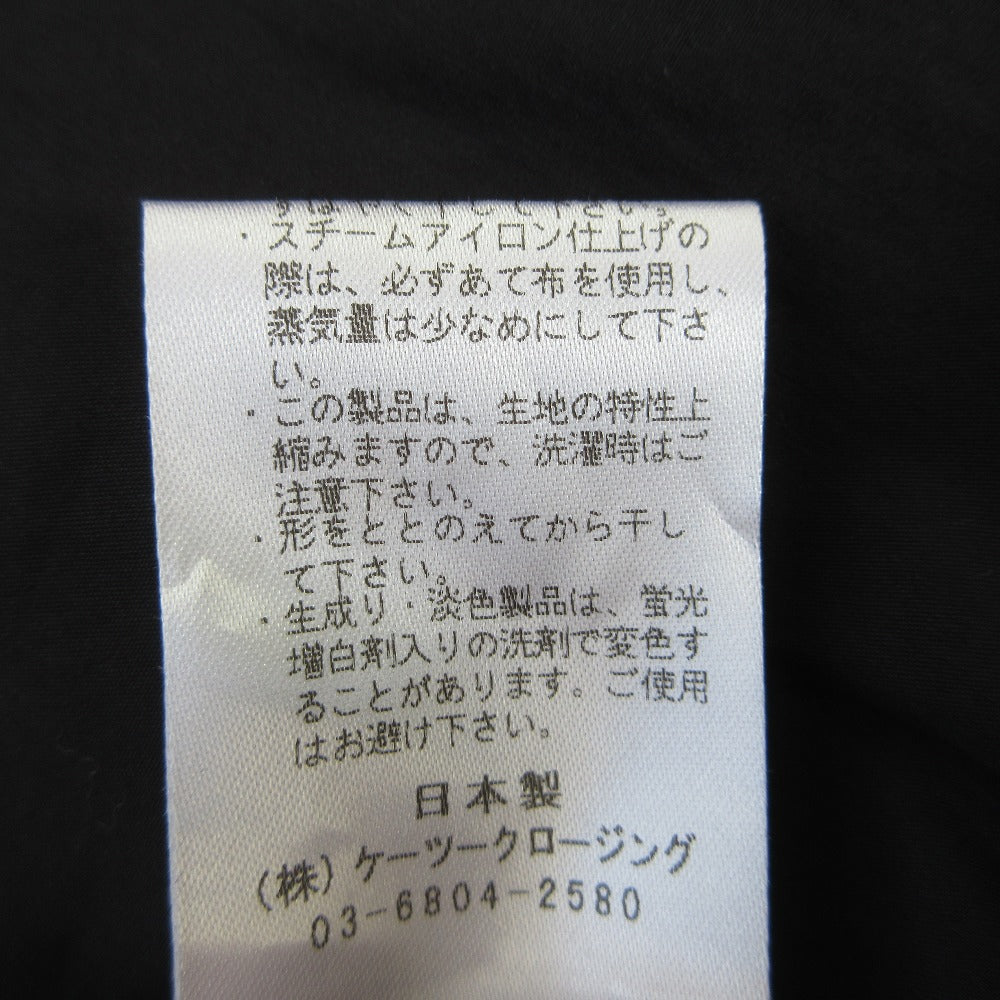 ・スチームアイロン仕上げの
際は、必ずあて布を使用し、
蒸気量は少なめにして下さ
い。
・この製品は、生地の特性上
縮みますので、洗濯時はご
注意下さい。
・形をととのえてから干し
て下さい。
・生成り・淡色製品は、蛍光
増白剤入りの洗剤で変色す
ることがあります。ご使用
はお避け下さい。
日本製
(株)ケーツークロージング
03-6804-2580